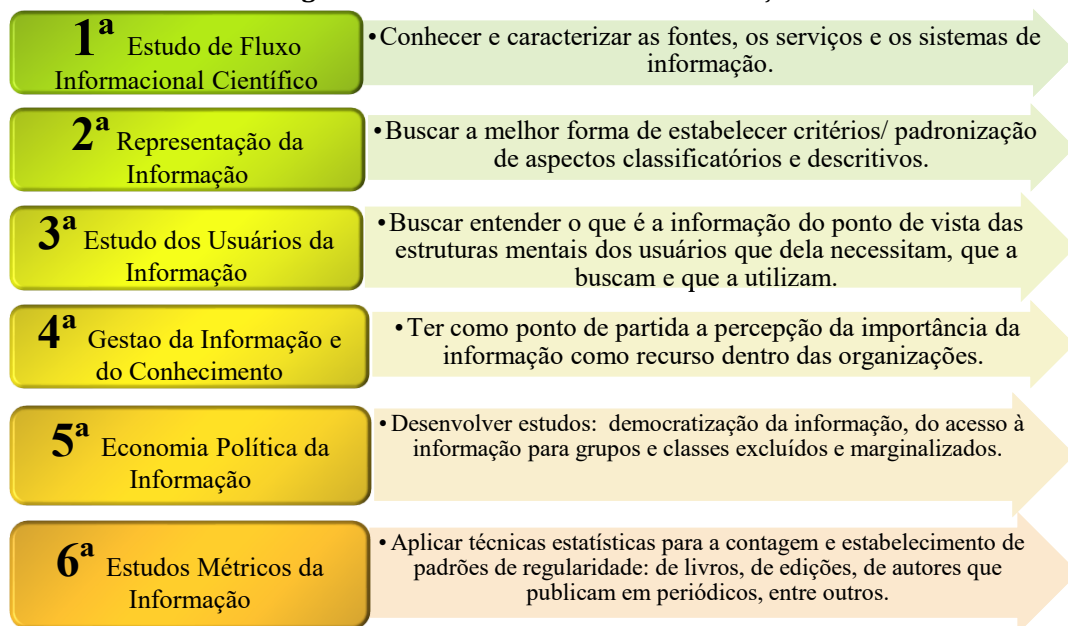 1ª Estudo de Fluxo
Informacional Científico
•Conhecer e caracterizar as fontes, os serviços e os sistemas de
informação.
2ª Representação da
Informação
•Buscar a melhor forma de estabelecer critérios/ padronização
de aspectos classificatórios e descritivos.
3ª Estudo dos Usuários da
Informação
•Buscar entender o que é a informação do ponto de vista das
estruturas mentais dos usuários que dela necessitam, que a
buscam e que a utilizam.
4ª Gestao da Informação e
do Conhecimento
•Ter como ponto de partida a percepção da importância da
informação como recurso dentro das organizações.
5ª Economia Política da
Informação
•Desenvolver estudos: democratização da informação, do acesso à
informação para grupos e classes excluídos e marginalizados.
6ª Estudos Métricos da
Informação
•Aplicar técnicas estatísticas para a contagem e estabelecimento de
padrões de regularidade: de livros, de edições, de autores que
publicam em periódicos, entre outros.